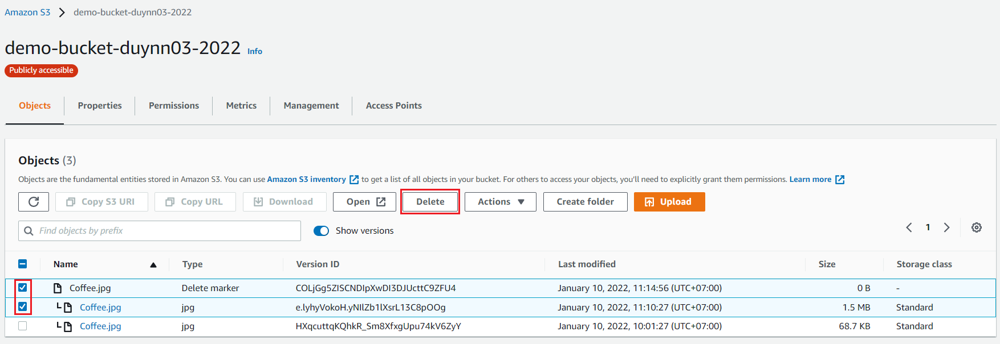 Amazon S3 > demo-bucket-duynn03-2022
demo-bucket-duynn03-2022 Info
Publicly accessible
Objects Properties Permissions Metrics Management Access Points
Objects (3)
Objects are the fundamental entities stored in Amazon S3. You can use Amazon S3 inventory to get a list of all objects in your bucket. For others to access your objects, you'll need to explicitly grant them permissions. Learn more
Copy S3 URI Copy URL Download Open Delete Actions Create folder Upload
Find objects by prefix Show versions 1
Name Type Version ID Last modified Size Storage class
Coffee.jpg Delete marker COLjGg5ZISCNDIpXwDI3DJUcttC9ZFU4 January 10, 2022, 11:14:56 (UTC+07:00) 0 B -
Coffee.jpg jpg e.lyhyVokoH.yNIlZb1lXsrL13C8pOOg January 10, 2022, 11:10:27 (UTC+07:00) 1.5 MB Standard
Coffee.jpg jpg HXqcuttqKQhkR_Sm8XfxgUpu74kV6ZyY January 10, 2022, 10:01:27 (UTC+07:00) 68.7 KB Standard